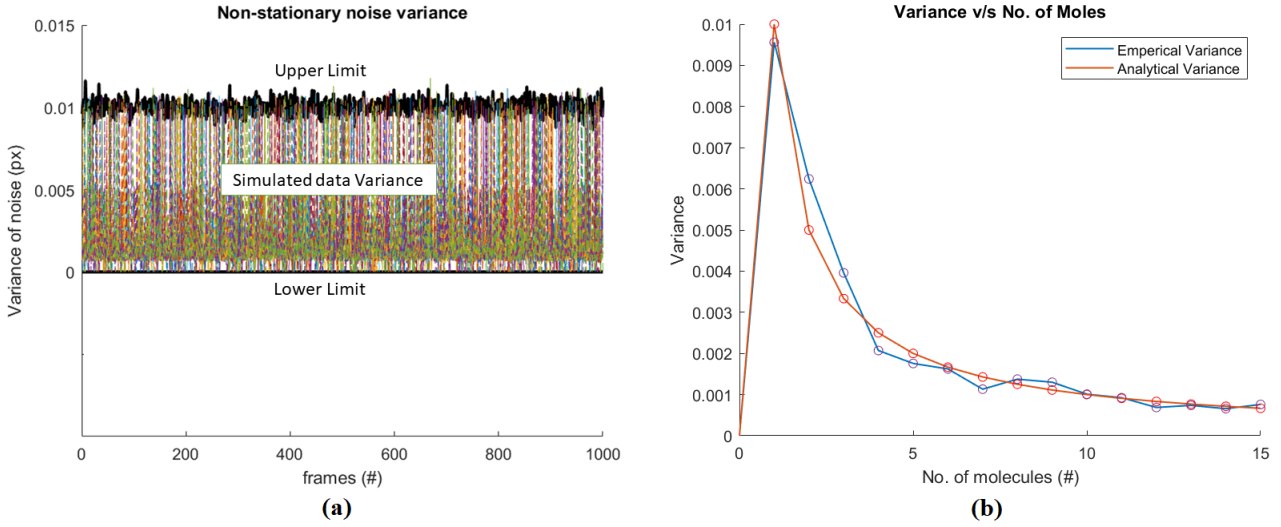 Non-stationary noise variance
0.015
0.01
0.005
0
Variance of noise (px)
Upper Limit
Simulated data Variance
Lower Limit
0 200 400 600 800 1000
frames (#)
(a)
Variance v/s No. of Moles
0.01
0.009
0.008
0.007
0.006
0.005
0.004
0.003
0.002
0.001
0
Variance
Emperical Variance
Analytical Variance
0 5 10 15
No. of molecules (#)
(b)